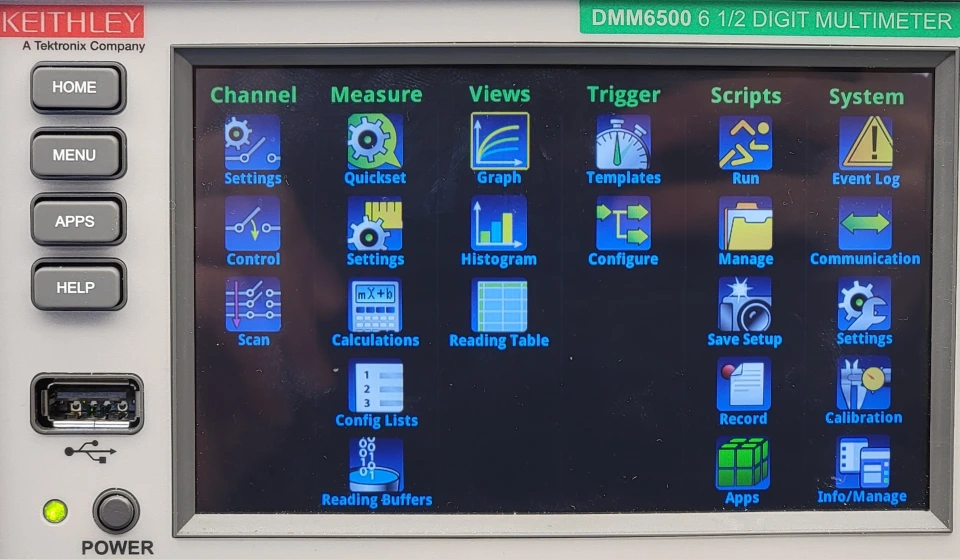 KEITHLEY
A Tektronix Company
DMM6500 6 1/2 DIGIT MULTIMETER
HOME
MENU
APPS
HELP
POWER
Channel Measure Views Trigger Scripts System
Settings Quickset Graph Templates Run Event Log
Control Settings Histogram Configure Manage Communication
mX+b
Scan Calculations Reading Table Save Setup Settings
1
2
3
Config Lists Record Calibration
Reading Buffers Apps Info/Manage